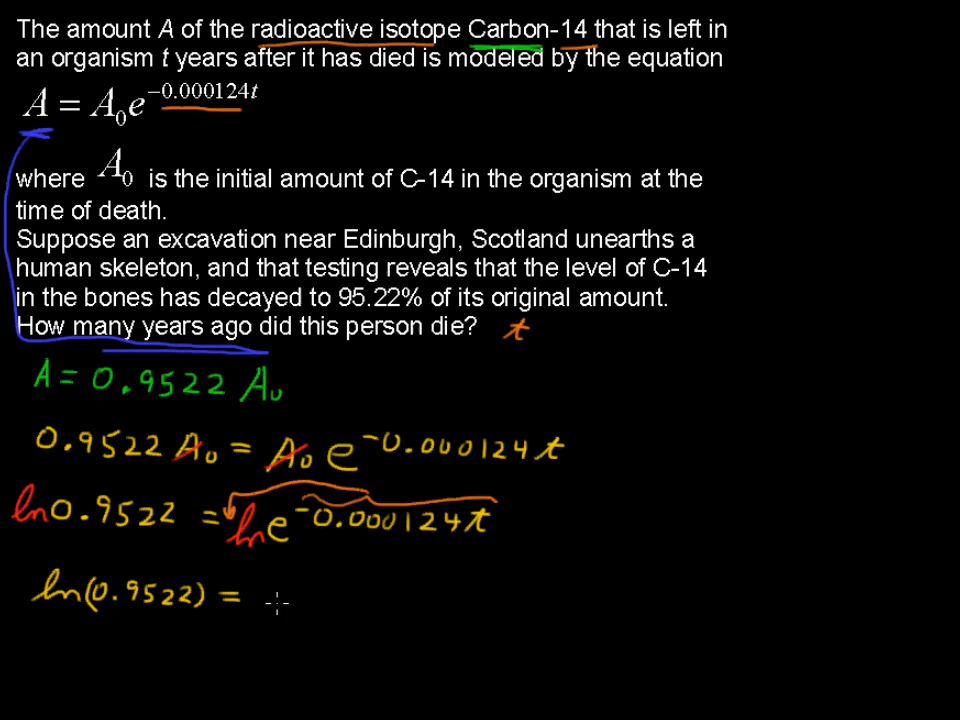 The amount A of the radioactive isotope Carbon-14 that is left in
an organism t years after it has died is modeled by the equation
A = A₀e^(−0.000124t)
where A₀ is the initial amount of C-14 in the organism at the
time of death.
Suppose an excavation near Edinburgh, Scotland unearths a
human skeleton, and that testing reveals that the level of C-14
in the bones has decayed to 95.22% of its original amount.
How many years ago did this person die? t
A = 0.9522 A₀
0.9522 A₀ = A₀ e^(−0.000124t)
ln 0.9522 = ln e^(−0.000124t)
ln(0.9522) =